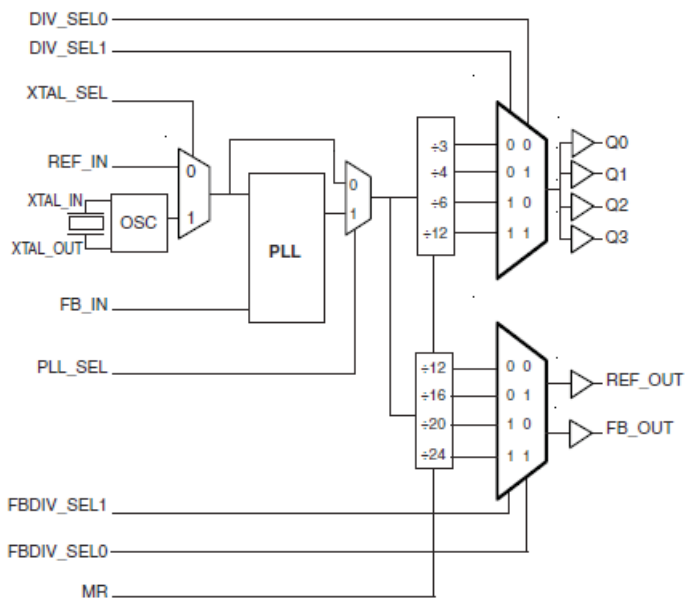 DIV_SEL0
DIV_SEL1
XTAL_SEL
REF_IN
XTAL_IN
OSC
XTAL_OUT
0
1
PLL
0
1
FB_IN
PLL_SEL
÷3
÷4
÷6
÷12
0 0
0 1
1 0
1 1
Q0
Q1
Q2
Q3
÷12
÷16
÷20
÷24
0 0
0 1
1 0
1 1
REF_OUT
FB_OUT
FBDIV_SEL1
FBDIV_SEL0
MR